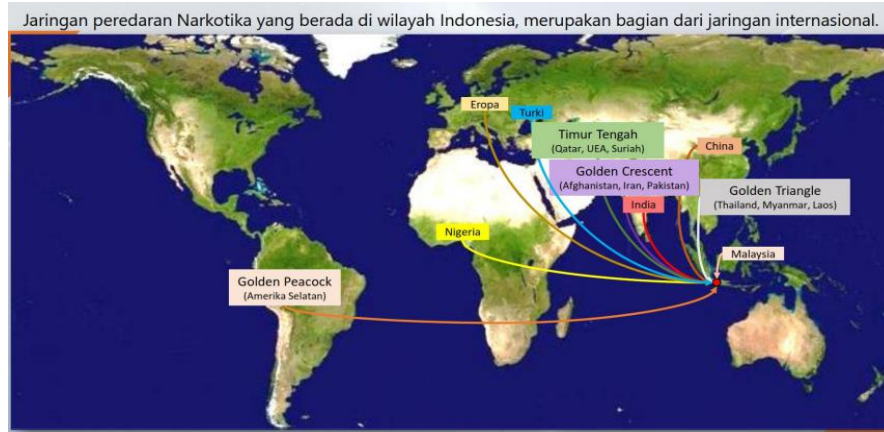 Jaringan peredaran Narkotika yang berada di wilayah Indonesia, merupakan bagian dari jaringan internasional.
Eropa
Turki
Timur Tengah
(Qatar, UEA, Suriah)
China
Golden Crescent
(Afghanistan, Iran, Pakistan)
Golden Triangle
(Thailand, Myanmar, Laos)
India
Nigeria
Malaysia
Golden Peacock
(Amerika Selatan)